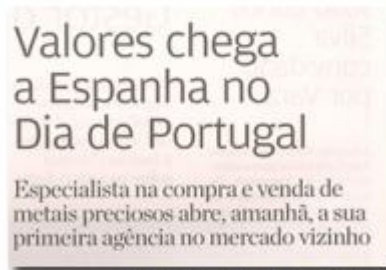 Valores chega
a Espanha no
Dia de Portugal
Especialista na compra e venda de
metais preciosos abre, amanhã, a sua
primeira agência no mercado vizinho